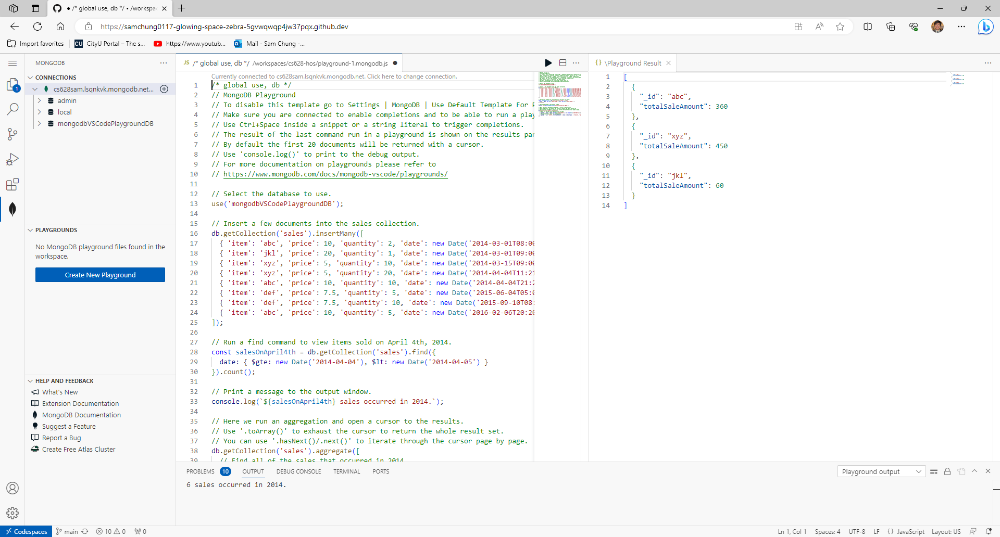 • /* global use, db */ • /workspa
https://samchung0117-glowing-space-zebra-5gvwqwqp4jw37pqx.github.dev
Import favorites
CU CityU Portal – The s...
https://www.youtub...
Mail - Sam Chung -...
MONGODB
CONNECTIONS
cs628sam.lsqnkvk.mongodb.net...
admin
local
mongodbVSCodePlaygroundDB
PLAYGROUNDS
No MongoDB playground files found in the
workspace.
Create New Playground
HELP AND FEEDBACK
What's New
Extension Documentation
MongoDB Documentation
Suggest a Feature
Report a Bug
Create Free Atlas Cluster
1
JS /* global use, db */ /workspaces/cs628-hos/playground-1.mongodb.js
Currently connected to cs628sam.lsqnkvk.mongodb.net. Click here to change connection.
1 /* global use, db */
2 // MongoDB Playground
3 // To disable this template go to Settings | MongoDB | Use Default Template For P
4 // Make sure you are connected to enable completions and to be able to run a play
5 // Use Ctrl+Space inside a snippet or a string literal to trigger completions.
6 // The result of the last command run in a playground is shown on the results pan
7 // By default the first 20 documents will be returned with a cursor.
8 // Use 'console.log()' to print to the debug output.
9 // For more documentation on playgrounds please refer to
10 // https://www.mongodb.com/docs/mongodb-vscode/playgrounds/
11
12 // Select the database to use.
13 use('mongodbVSCodePlaygroundDB');
14
15 // Insert a few documents into the sales collection.
16 db.getCollection('sales').insertMany([
17 { 'item': 'abc', 'price': 10, 'quantity': 2, 'date': new Date('2014-03-01T08:00
18 { 'item': 'jkl', 'price': 20, 'quantity': 1, 'date': new Date('2014-03-01T09:00
19 { 'item': 'xyz', 'price': 5, 'quantity': 10, 'date': new Date('2014-03-15T09:00
20 { 'item': 'xyz', 'price': 5, 'quantity': 20, 'date': new Date('2014-04-04T11:21
21 { 'item': 'abc', 'price': 10, 'quantity': 10, 'date': new Date('2014-04-04T21:2
22 { 'item': 'def', 'price': 7.5, 'quantity': 5, 'date': new Date('2015-06-04T05:0
23 { 'item': 'def', 'price': 7.5, 'quantity': 10, 'date': new Date('2015-09-10T08:
24 { 'item': 'abc', 'price': 10, 'quantity': 5, 'date': new Date('2016-02-06T20:20
25 ]);
26
27 // Run a find command to view items sold on April 4th, 2014.
28 const salesOnApril4th = db.getCollection('sales').find({
29 date: { $gte: new Date('2014-04-04'), $lt: new Date('2014-04-05') }
30 }).count();
31
32 // Print a message to the output window.
33 console.log(`${salesOnApril4th} sales occurred in 2014.`);
34
35 // Here we run an aggregation and open a cursor to the results.
36 // Use '.toArray()' to exhaust the cursor to return the whole result set.
37 // You can use '.hasNext()/.next()' to iterate through the cursor page by page.
38 db.getCollection('sales').aggregate([
39 // Find all of the sales that occurred in 2014
{} \Playground Result
1 [
2 {
3 "_id": "abc",
4 "totalSaleAmount": 360
5 },
6 {
7 "_id": "xyz",
8 "totalSaleAmount": 450
9 },
10 {
11 "_id": "jkl",
12 "totalSaleAmount": 60
13 }
14 ]
PROBLEMS 10 OUTPUT DEBUG CONSOLE TERMINAL PORTS
Playground output
6 sales occurred in 2014.
Codespaces main 10 0 0
Ln 1, Col 1 Spaces: 4 UTF-8 LF {} JavaScript Layout: US